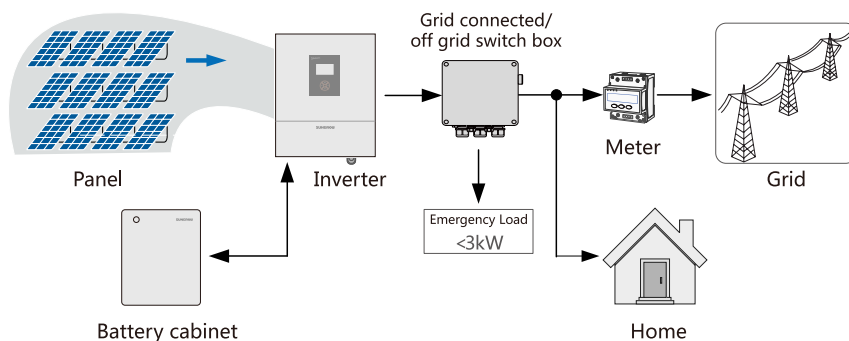 Grid connected/
off grid switch box
Panel
Inverter
Meter
Grid
Emergency Load
<3kW
Battery cabinet
Home